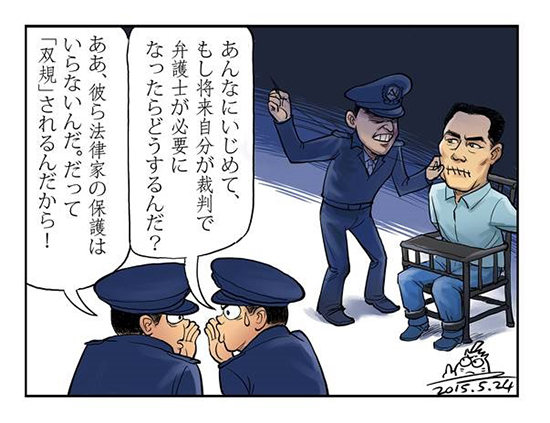 あんなにいじめて、
もし将来自分が裁判で
弁護士が必要に
なったらどうするんだ？
ああ、彼ら法律家の保護は
いらないんだ。だって
「双規」されるんだから！
2015.5.24